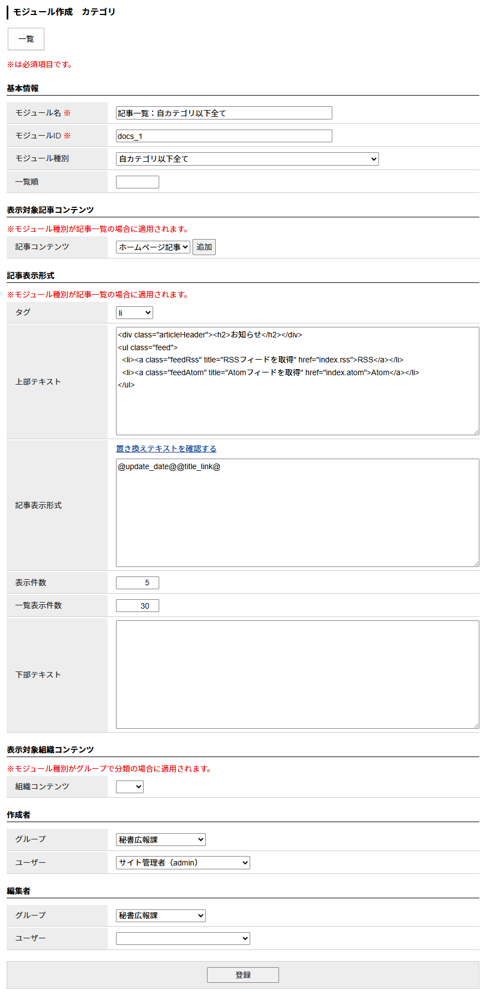 モジュール作成　カテゴリ
一覧
※は必須項目です。
基本情報
モジュール名 ※
記事一覧：自カテゴリ以下全て
モジュールID ※
docs_1
モジュール種別
自カテゴリ以下全て
一覧順
表示対象記事コンテンツ
※モジュール種別が記事一覧の場合に適用されます。
記事コンテンツ
ホームページ記事 追加
記事表示形式
※モジュール種別が記事一覧の場合に適用されます。
タグ
li
上部テキスト
<div class="articleHeader"><h2>お知らせ</h2></div>
<ul class="feed">
  <li><a class="feedRss" title="RSSフィードを取得" href="index.rss">RSS</a></li>
  <li><a class="feedAtom" title="Atomフィードを取得" href="index.atom">Atom</a></li>
</ul>
置き換えテキストを確認する
記事表示形式
@update_date@@title_link@
表示件数
5
一覧表示件数
30
下部テキスト
表示対象組織コンテンツ
※モジュール種別がグループで分類の場合に適用されます。
組織コンテンツ
作成者
グループ
秘書広報課
ユーザー
サイト管理者（admin）
編集者
グループ
秘書広報課
ユーザー
登録